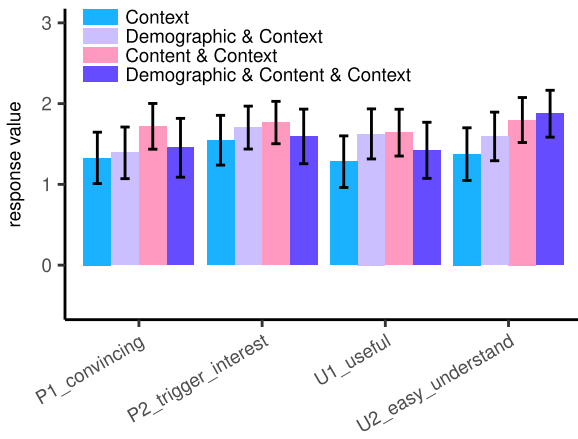 Context
Demographic & Context
Content & Context
Demographic & Content & Context
response value
3
2
1
0
P1_convincing
P2_trigger_interest
U1_useful
U2_easy_understand